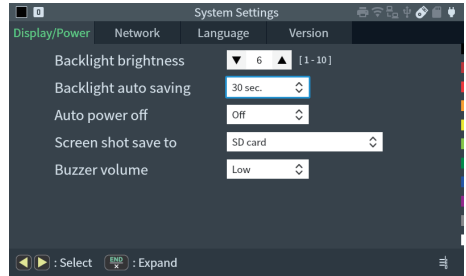 0 System Settings
Display/Power Network Language Version
Backlight brightness ▼ 6 ▲ [1-10]
Backlight auto saving 30 sec.
Auto power off Off
Screen shot save to SD card
Buzzer volume Low
: Select END × : Expand